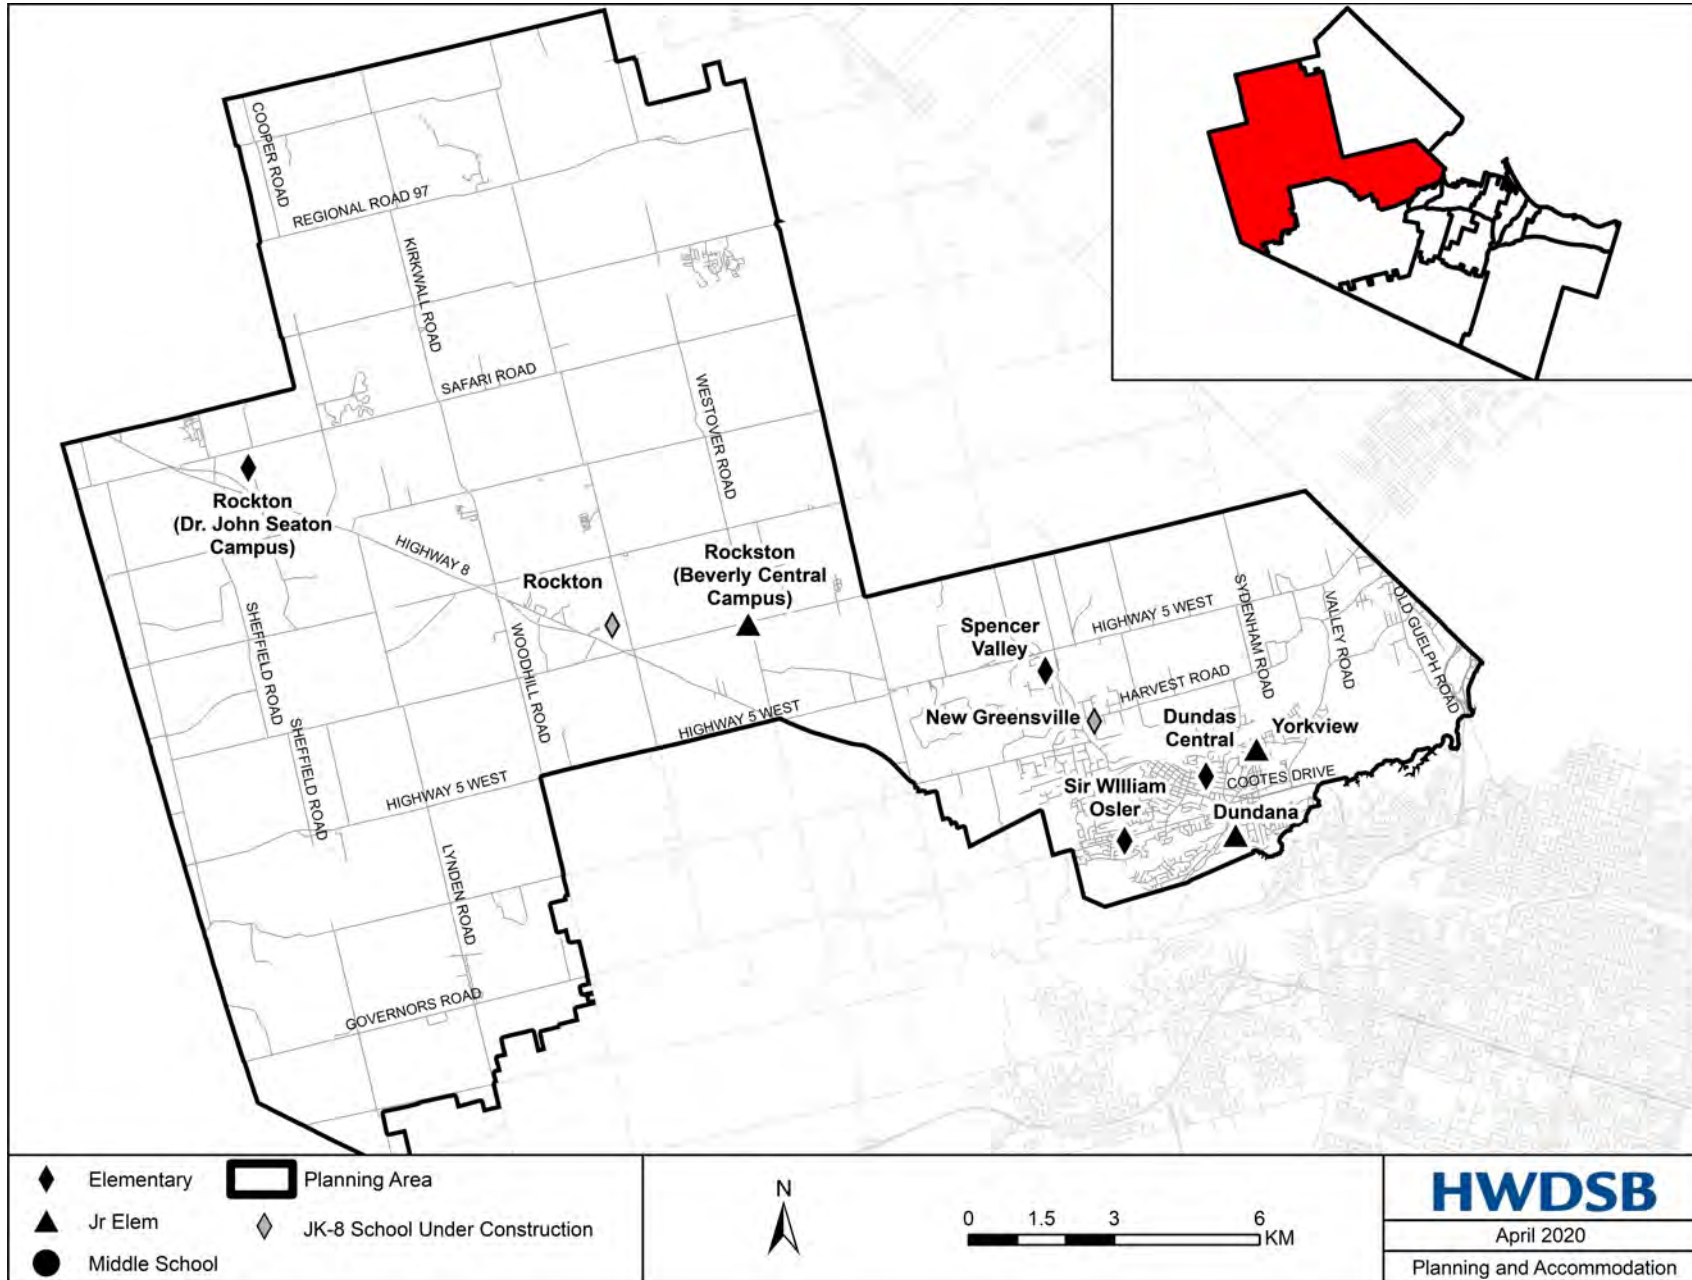 COOPER ROAD
REGIONAL ROAD 97
KIRKWALL ROAD
SAFARI ROAD
WESTOVER ROAD
Rockton
(Dr. John Seaton
Campus)
HIGHWAY 8
Rockton
Rockston
(Beverly Central
Campus)
SHEFFIELD ROAD
SHEFFIELD ROAD
WOODHILL ROAD
HIGHWAY 5 WEST
HIGHWAY 5 WEST
LYNDEN ROAD
GOVERNORS ROAD
Spencer
Valley
HIGHWAY 5 WEST
SYDENHAM ROAD
VALLEY ROAD
OLD GUELPH ROAD
HARVEST ROAD
New Greensville
Dundas
Central
Yorkview
COOTES DRIVE
Sir WIlliam
Osler
Dundana
Elementary
Jr Elem
Middle School
Planning Area
JK-8 School Under Construction
N
0 1.5 3 6
KM
HWDSB
April 2020
Planning and Accommodation